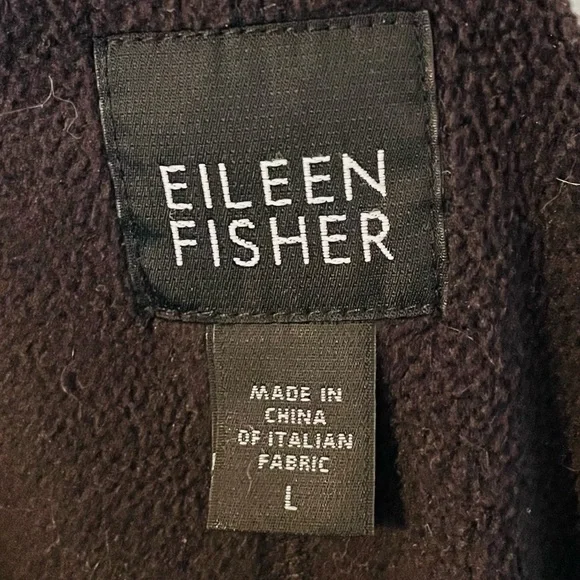 EILEEN
FISHER
MADE IN
CHINA
OF ITALIAN
FABRIC
L